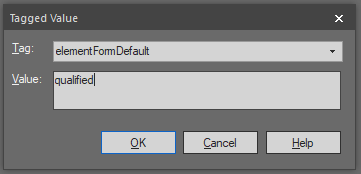 Tagged Value
Tag: elementFormDefault
Value: qualified
OK Cancel Help